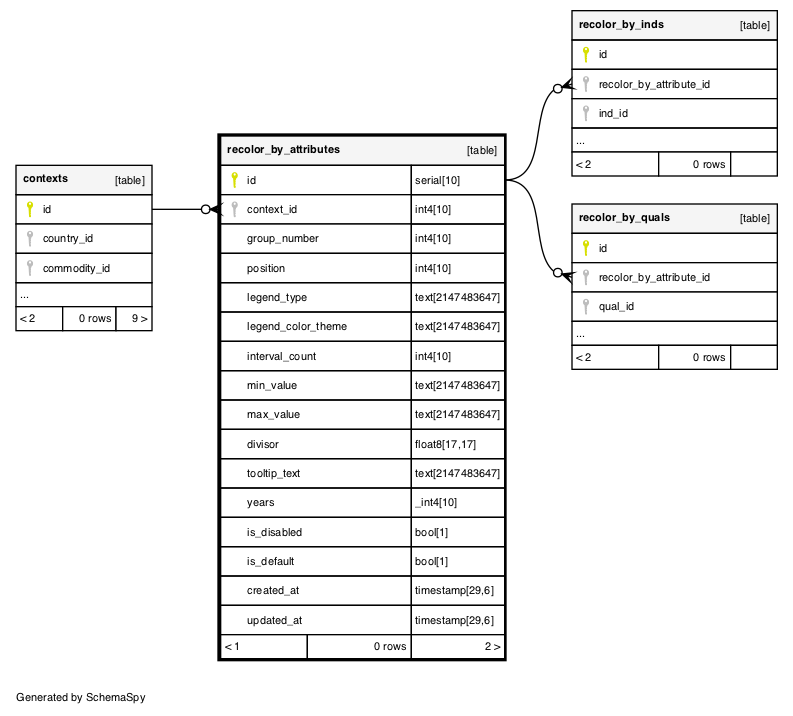 contexts [table]
id
country_id
commodity_id
...
< 2 0 rows 9 >
recolor_by_attributes [table]
id serial[10]
context_id int4[10]
group_number int4[10]
position int4[10]
legend_type text[2147483647]
legend_color_theme text[2147483647]
interval_count int4[10]
min_value text[2147483647]
max_value text[2147483647]
divisor float8[17,17]
tooltip_text text[2147483647]
years _int4[10]
is_disabled bool[1]
is_default bool[1]
created_at timestamp[29,6]
updated_at timestamp[29,6]
< 1 0 rows 2 >
recolor_by_inds [table]
id
recolor_by_attribute_id
ind_id
...
< 2 0 rows
recolor_by_quals [table]
id
recolor_by_attribute_id
qual_id
...
< 2 0 rows
Generated by SchemaSpy